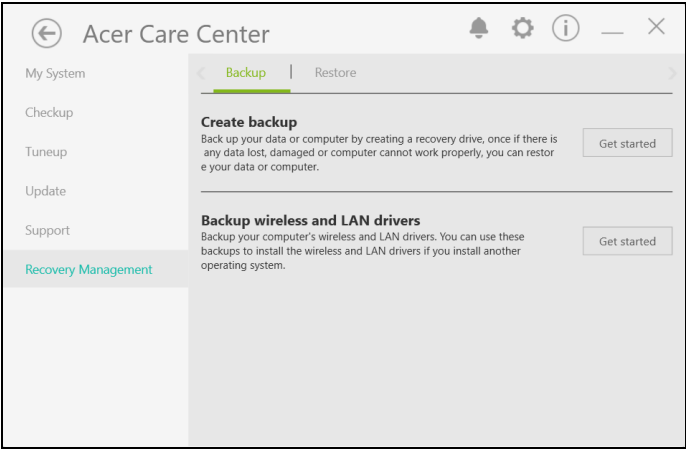 Acer Care Center
My System
Checkup
Tuneup
Update
Support
Recovery Management
Backup | Restore
Create backup
Back up your data or computer by creating a recovery drive, once if there is
any data lost, damaged or computer cannot work properly, you can restor
e your data or computer.
Get started
Backup wireless and LAN drivers
Backup your computer's wireless and LAN drivers. You can use these
backups to install the wireless and LAN drivers if you install another
operating system.
Get started